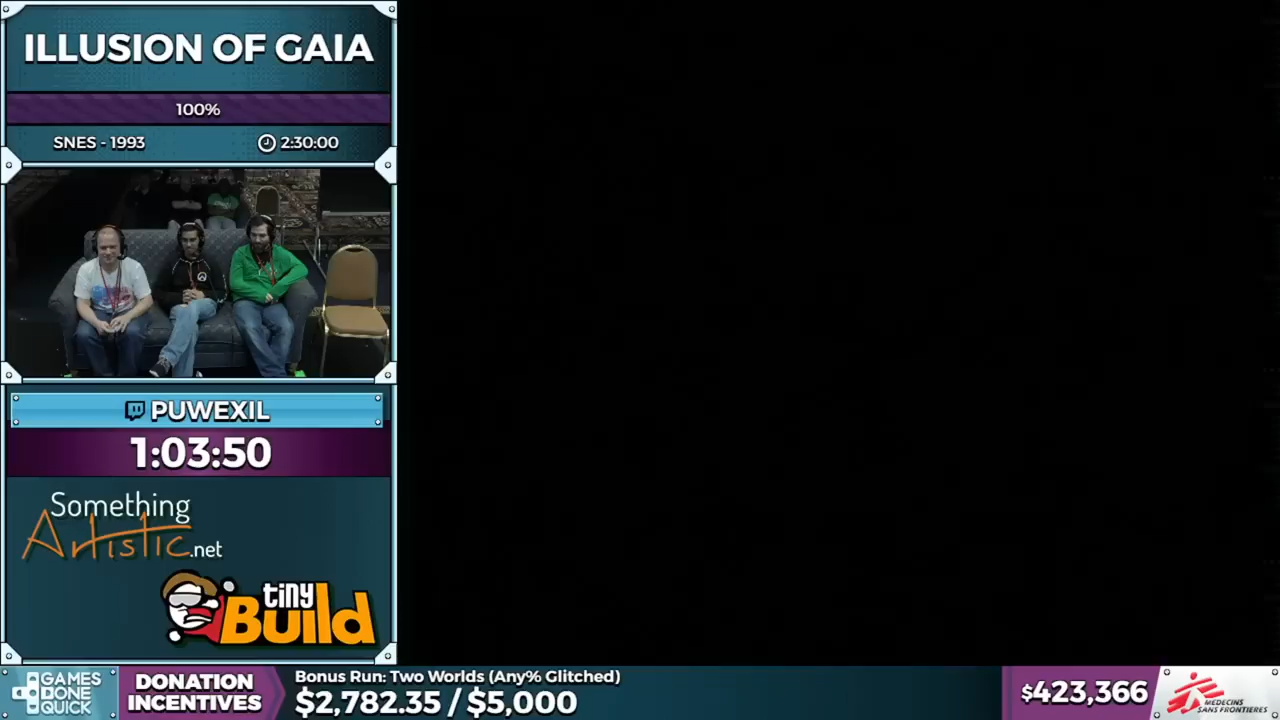 ILLUSION OF GAIA
100%
SNES - 1993
2:30:00
PUWEXIL
1:03:50
Something
Artistic.net
tiny
Build
GAMES
DONE
QUICK
DONATION
INCENTIVES
Bonus Run: Two Worlds (Any% Glitched)
$2,782.35 / $5,000
$423,366
MEDECINS
SANS FRONTIERES